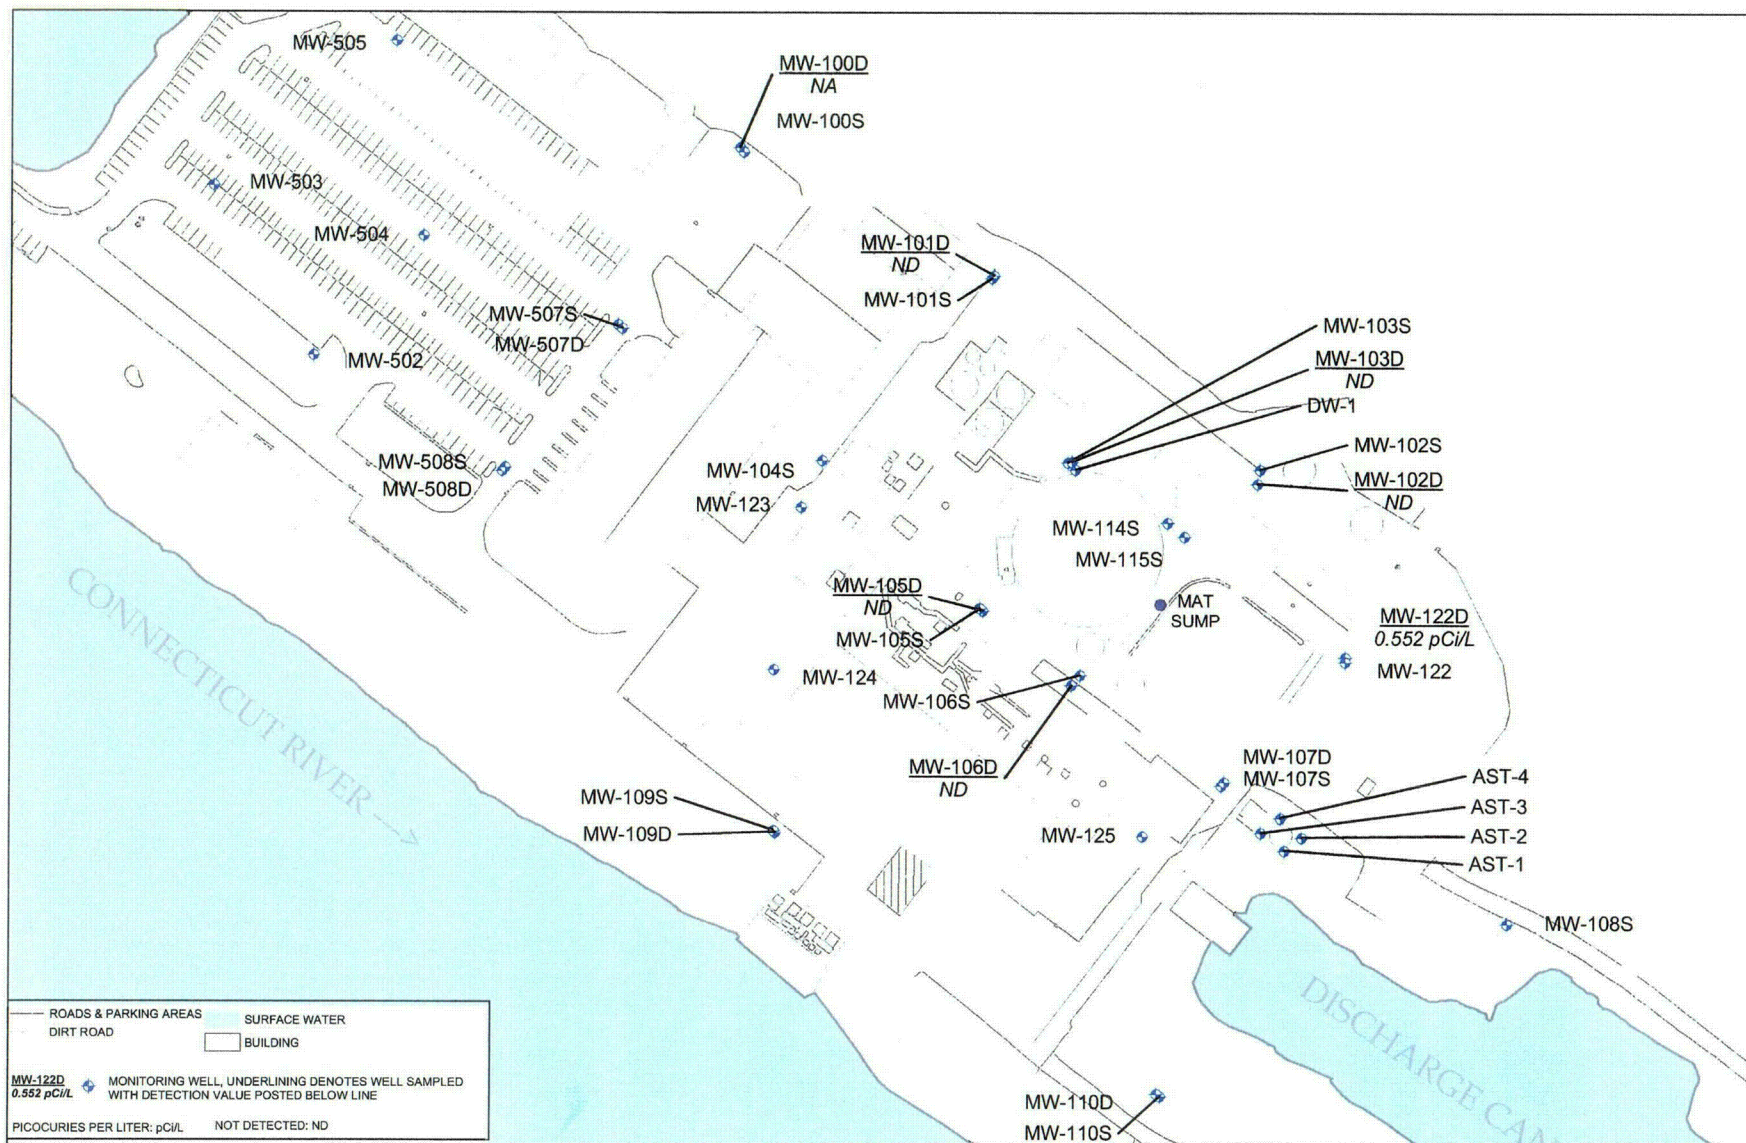 MW-505
MW-100D
NA
MW-100S
MW-503
MW-504
MW-101D
ND
MW-101S
MW-507S
MW-507D
MW-502
MW-103S
MW-103D
ND
DW-1
MW-102S
MW-102D
ND
MW-508S
MW-508D
MW-104S
MW-123
MW-114S
MW-115S
MW-105D
ND
MW-105S
MAT
SUMP
MW-122D
0.552 pCi/L
MW-122
MW-124
MW-106S
MW-106D
ND
MW-107D
MW-107S
AST-4
AST-3
AST-2
AST-1
MW-109S
MW-109D
MW-125
MW-108S
CONNECTICUT RIVER
DISCHARGE CAN
MW-110D
MW-110S
ROADS & PARKING AREAS
DIRT ROAD
SURFACE WATER
BUILDING
MW-122D
0.552 pCi/L
MONITORING WELL, UNDERLINING DENOTES WELL SAMPLED
WITH DETECTION VALUE POSTED BELOW LINE
PICOCURIES PER LITER: pCi/L
NOT DETECTED: ND